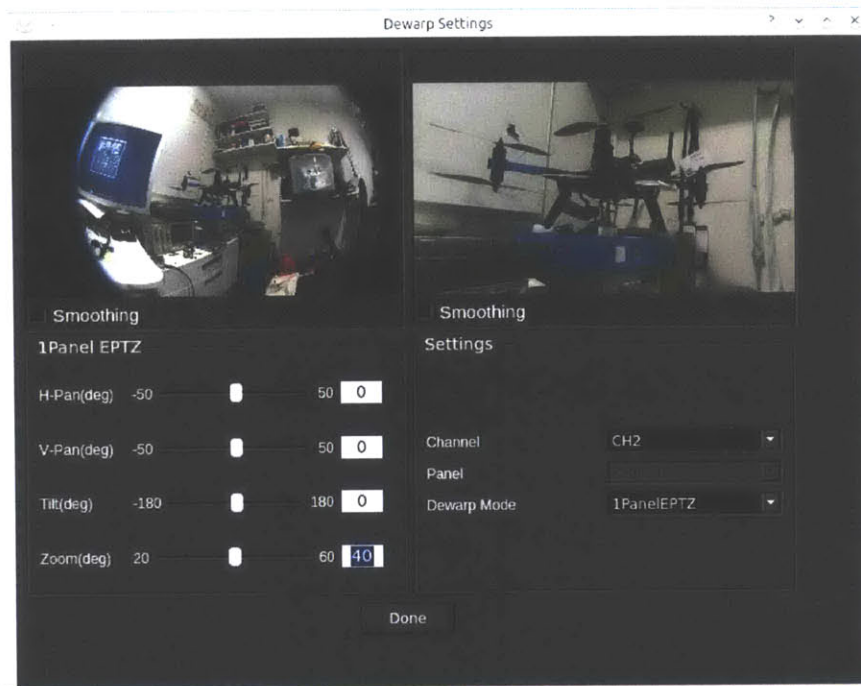 Dewarp Settings
Smoothing
Smoothing
1Panel EPTZ
H-Pan(deg) -50 50 0
V-Pan(deg) -50 50 0
Tilt(deg) -180 180 0
Zoom(deg) 20 60 40
Settings
Channel CH2
Panel
Dewarp Mode 1PanelEPTZ
Done